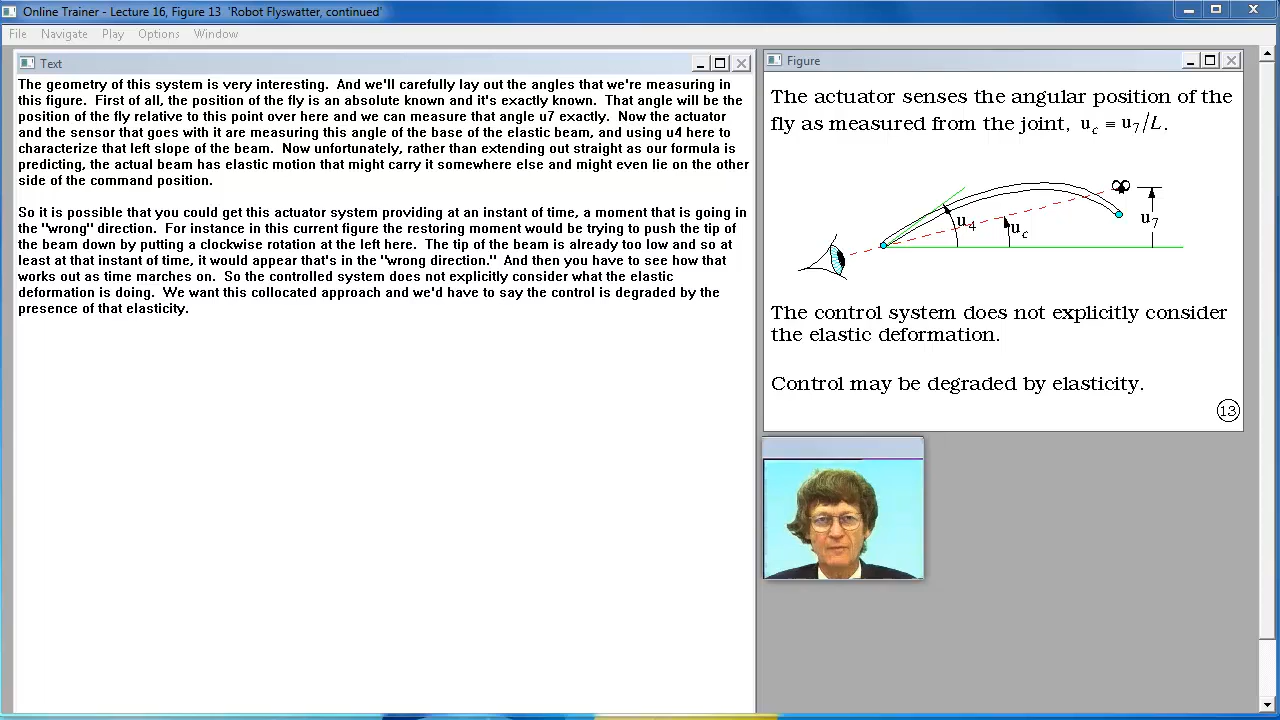 Online Trainer - Lecture 16, Figure 13 'Robot Flyswatter, continued'
File Navigate Play Options Window
Text
The geometry of this system is very interesting. And we'll carefully lay out the angles that we're measuring in
this figure. First of all, the position of the fly is an absolute known and it's exactly known. That angle will be the
position of the fly relative to this point over here and we can measure that angle u7 exactly. Now the actuator
and the sensor that goes with it are measuring this angle of the base of the elastic beam, and using u4 here to
characterize that left slope of the beam. Now unfortunately, rather than extending out straight as our formula is
predicting, the actual beam has elastic motion that might carry it somewhere else and might even lie on the other
side of the command position.
So it is possible that you could get this actuator system providing at an instant of time, a moment that is going in
the "wrong" direction. For instance in this current figure the restoring moment would be trying to push the tip of
the beam down by putting a clockwise rotation at the left here. The tip of the beam is already too low and so at
least at that instant of time, it would appear that's in the "wrong direction." And then you have to see how that
works out as time marches on. So the controlled system does not explicitly consider what the elastic
deformation is doing. We want this collocated approach and we'd have to say the control is degraded by the
presence of that elasticity.
Figure
The actuator senses the angular position of the
fly as measured from the joint, u_c = u_7/L.
u_4
u_c
u_7
The control system does not explicitly consider
the elastic deformation.
Control may be degraded by elasticity.
13